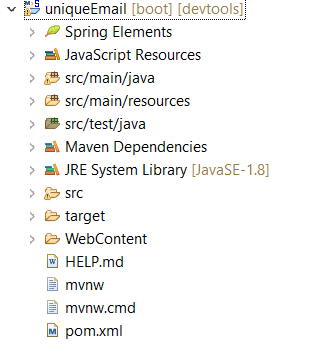 uniqueEmail [boot] [devtools]
Spring Elements
JavaScript Resources
src/main/java
src/main/resources
src/test/java
Maven Dependencies
JRE System Library [JavaSE-1.8]
src
target
WebContent
HELP.md
mvnw
mvnw.cmd
pom.xml